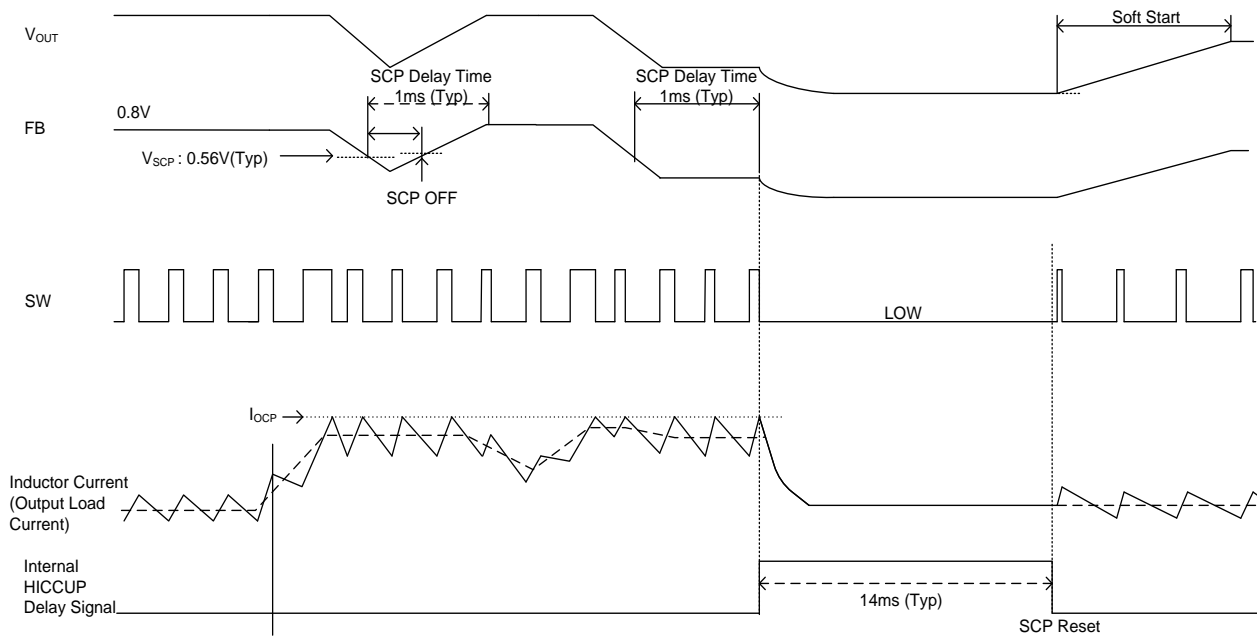 Soft Start
VOUT
SCP Delay Time
1ms (Typ)
SCP Delay Time
1ms (Typ)
0.8V
FB
VSCP : 0.56V(Typ)
SCP OFF
SW
LOW
IOCP
Inductor Current
(Output Load
Current)
Internal
HICCUP
Delay Signal
14ms (Typ)
SCP Reset